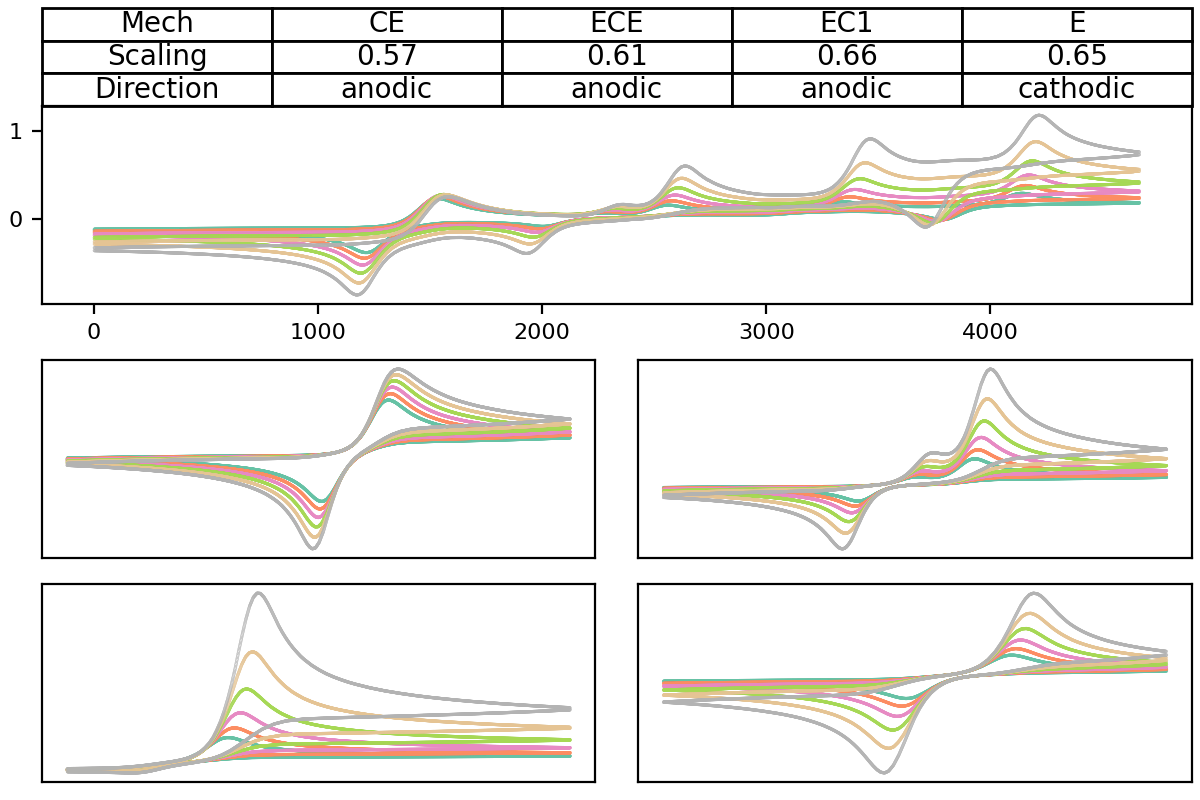 Mech CE ECE EC1 E
Scaling 0.57 0.61 0.66 0.65
Direction anodic anodic anodic cathodic
1
0
0 1000 2000 3000 4000